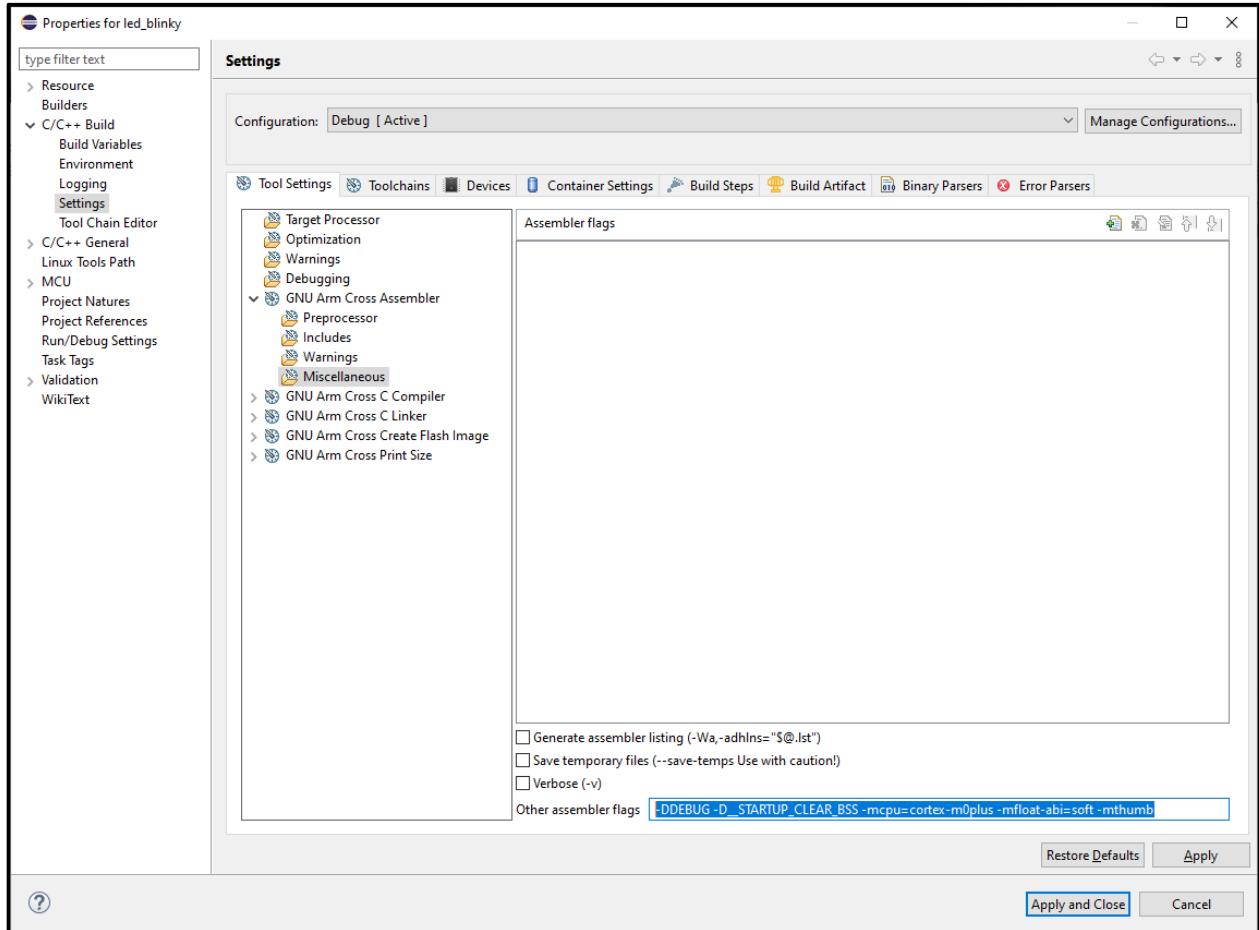 Properties for led_blinky
type filter text
Resource
Builders
C/C++ Build
Build Variables
Environment
Logging
Settings
Tool Chain Editor
C/C++ General
Linux Tools Path
MCU
Project Natures
Project References
Run/Debug Settings
Task Tags
Validation
WikiText
Settings
Configuration: Debug [ Active ] Manage Configurations...
Tool Settings Toolchains Devices Container Settings Build Steps Build Artifact Binary Parsers Error Parsers
Target Processor
Optimization
Warnings
Debugging
GNU Arm Cross Assembler
Preprocessor
Includes
Warnings
Miscellaneous
GNU Arm Cross C Compiler
GNU Arm Cross C Linker
GNU Arm Cross Create Flash Image
GNU Arm Cross Print Size
Assembler flags
Generate assembler listing (-Wa,-adhlns="$@.lst")
Save temporary files (--save-temps Use with caution!)
Verbose (-v)
Other assembler flags -DDEBUG -D__STARTUP_CLEAR_BSS -mcpu=cortex-m0plus -mfloat-abi=soft -mthumb
Restore Defaults Apply
Apply and Close Cancel